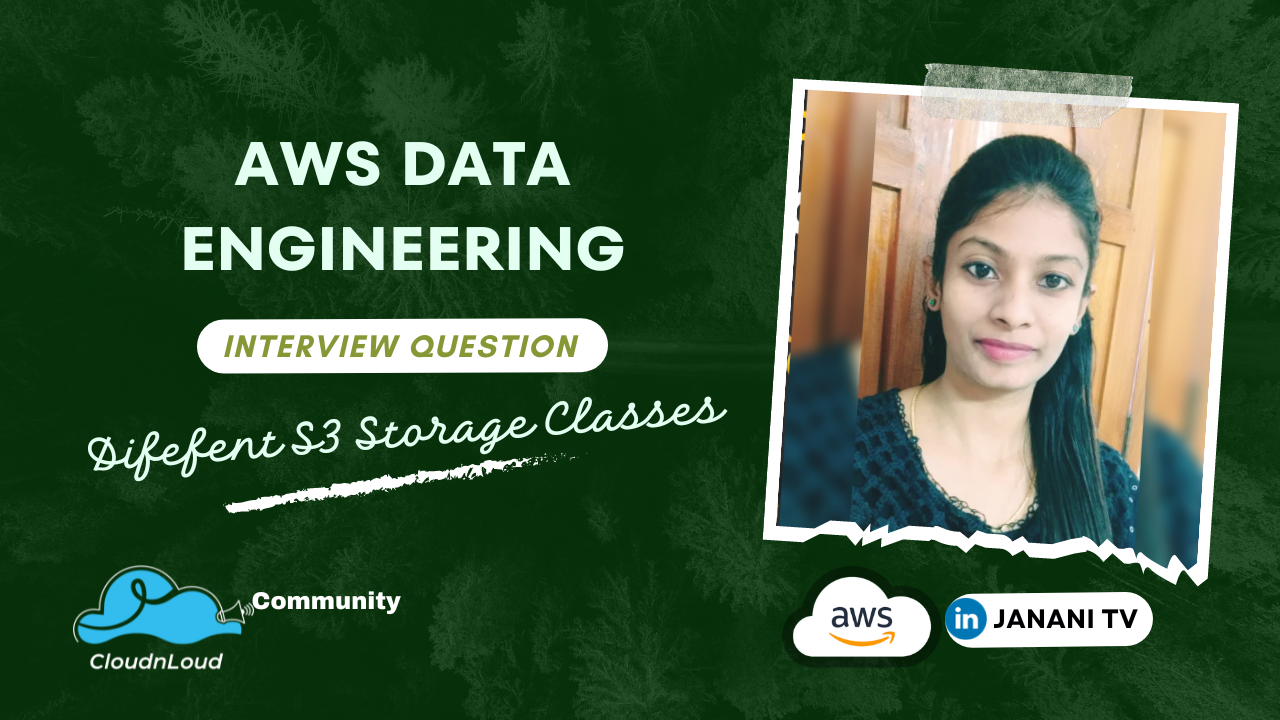 AWS DATA
ENGINEERING
INTERVIEW QUESTION
Difefent S3 Storage Classes
Community
CloudnLoud
aws
in JANANI TV